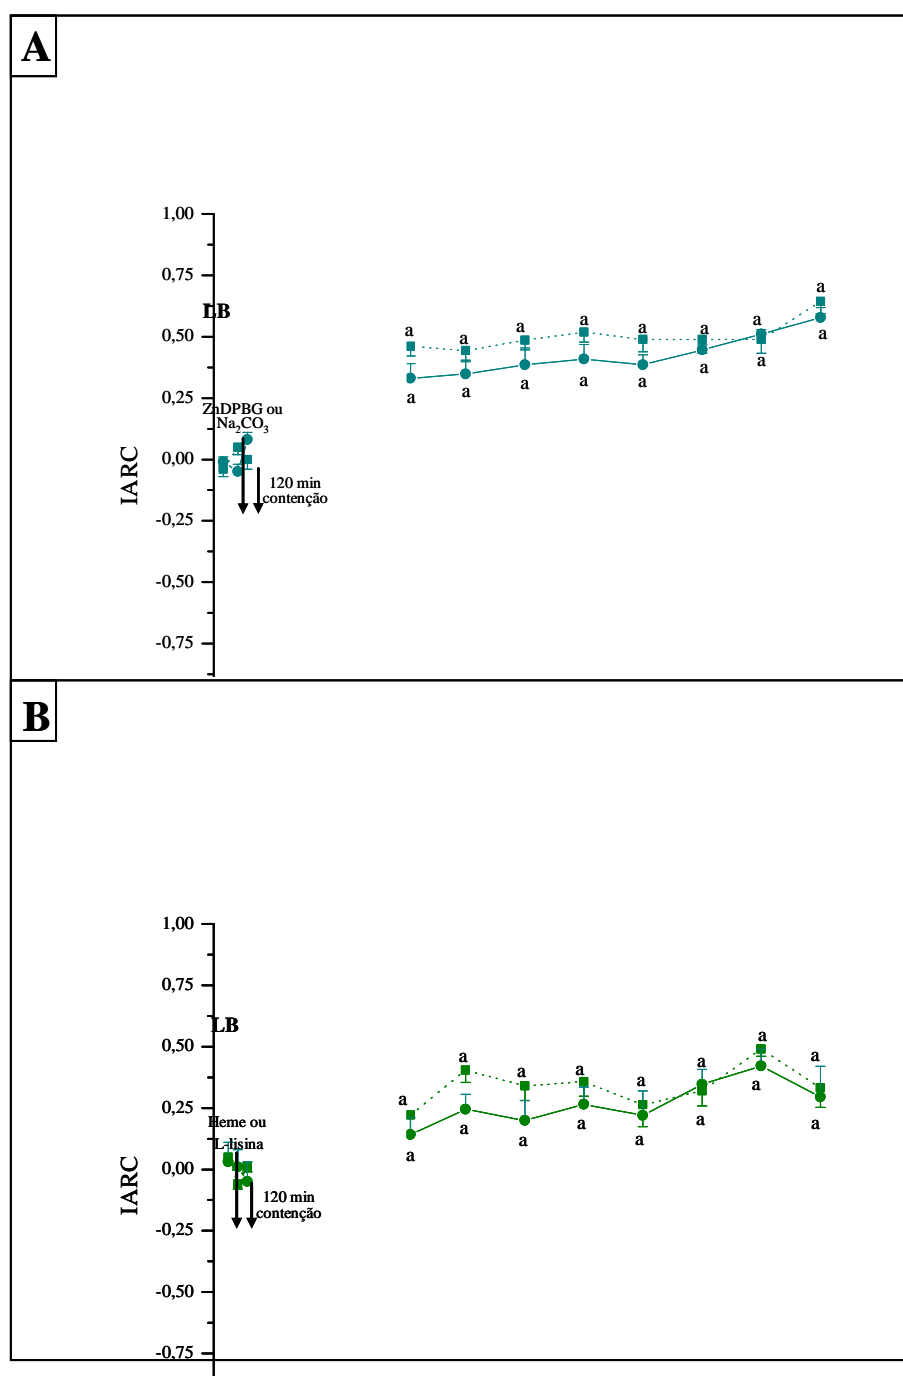 A
1,00
0,75
LB
a a a a a a a a
0,50
a a a a a a a a
0,25
ZnDPBG ou
Na₂CO₃
0,00
IARC
120 min
contenção
-0,25
-0,50
-0,75
B
1,00
0,75
LB
0,50
a a a a a a a a
0,25
Heme ou
L-lisina
a a a a a a a a
0,00
IARC
120 min
contenção
-0,25
-0,50
-0,75